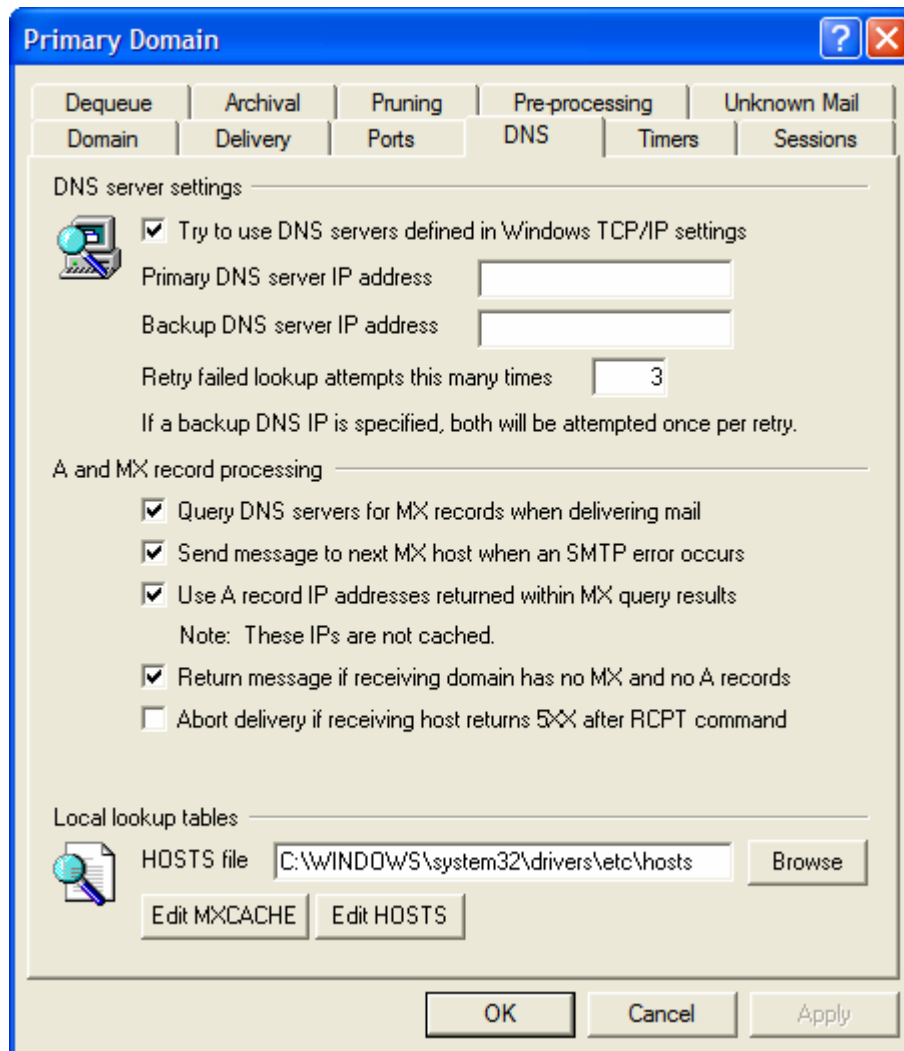 Primary Domain
Dequeue Archival Pruning Pre-processing Unknown Mail
Domain Delivery Ports DNS Timers Sessions
DNS server settings
Try to use DNS servers defined in Windows TCP/IP settings
Primary DNS server IP address
Backup DNS server IP address
Retry failed lookup attempts this many times 3
If a backup DNS IP is specified, both will be attempted once per retry.
A and MX record processing
Query DNS servers for MX records when delivering mail
Send message to next MX host when an SMTP error occurs
Use A record IP addresses returned within MX query results
Note: These IPs are not cached.
Return message if receiving domain has no MX and no A records
Abort delivery if receiving host returns 5XX after RCPT command
Local lookup tables
HOSTS file C:\WINDOWS\system32\drivers\etc\hosts Browse
Edit MXCACHE Edit HOSTS
OK Cancel Apply